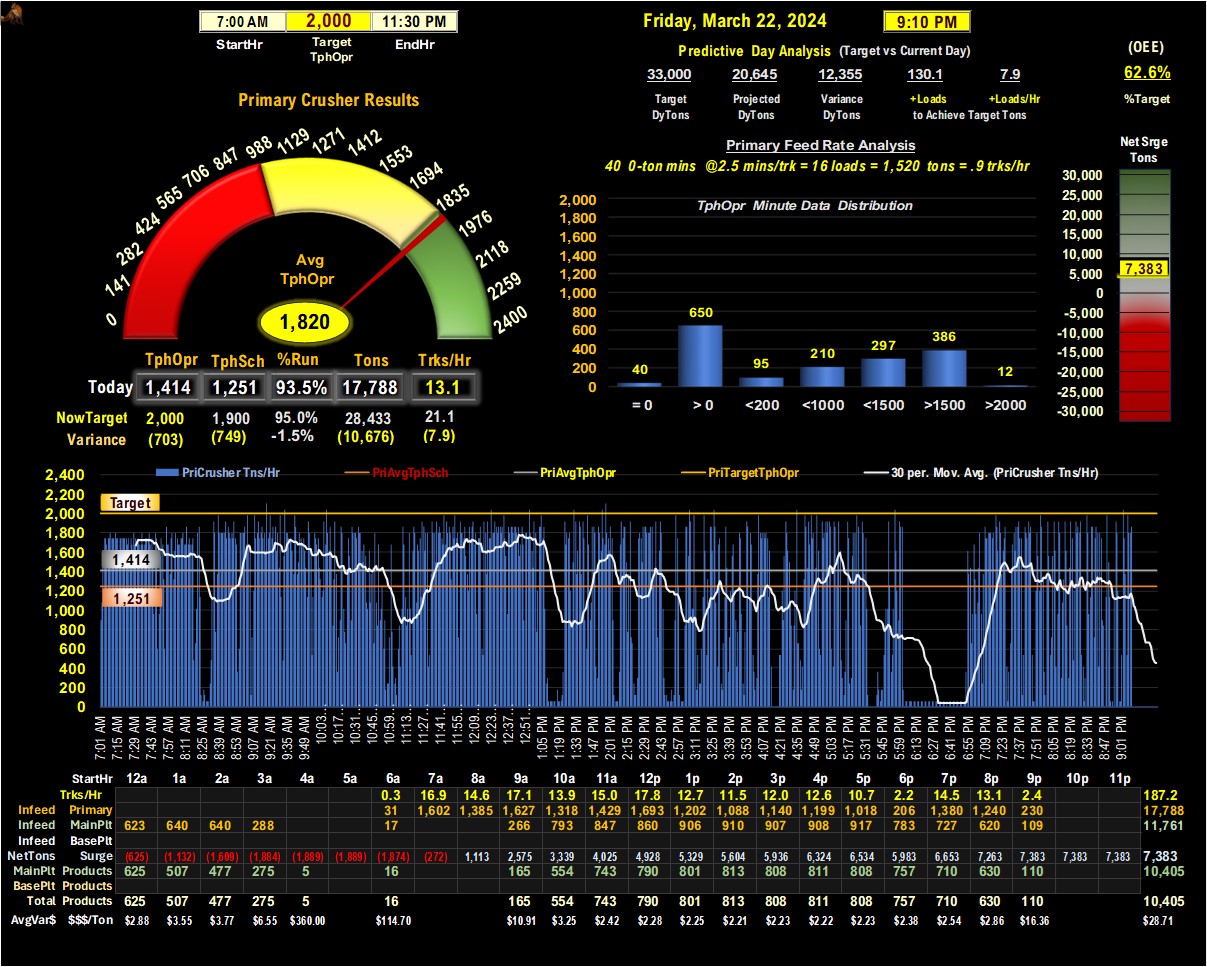 7:00 AM 2,000 11:30 PM
StartHr Target TphOpr EndHr
Friday, March 22, 2024 9:10 PM
Predictive Day Analysis (Target vs Current Day)
33,000 20,645 12,355 130.1 7.9
Target DyTons Projected DyTons Variance DyTons +Loads +Loads/Hr
to Achieve Target Tons
(OEE)
62.6%
%Target
Primary Crusher Results
0 141 282 424 565 706 847 988 1129 1271 1412 1553 1694 1835 1976 2118 2259 2400
Avg
TphOpr
1,820
TphOpr TphSch %Run Tons Trks/Hr
Today 1,414 1,251 93.5% 17,788 13.1
NowTarget 2,000 1,900 95.0% 28,433 21.1
Variance (703) (749) -1.5% (10,676) (7.9)
Primary Feed Rate Analysis
40 0-ton mins @2.5 mins/trk = 16 loads = 1,520 tons = .9 trks/hr
TphOpr Minute Data Distribution
2,000
1,800
1,600
1,400
1,200
1,000
800
600
400
200
0
40 650 95 210 297 386 12
= 0 > 0 <200 <1000 <1500 >1500 >2000
Net Srge
Tons
30,000
25,000
20,000
15,000
10,000
5,000
0
-5,000
-10,000
-15,000
-20,000
-25,000
-30,000
7,383
PriCrusher Tns/Hr PriAvgTphSch PriAvgTphOpr PriTargetTphOpr 30 per. Mov. Avg. (PriCrusher Tns/Hr)
2,400
2,200
2,000
1,800
1,600
1,400
1,200
1,000
800
600
400
200
0
Target
1,414
1,251
7:01 AM 7:15 AM 7:29 AM 7:43 AM 7:57 AM 8:11 AM 8:25 AM 8:39 AM 8:53 AM 9:07 AM 9:21 AM 9:35 AM 9:49 AM 10:03… 10:17… 10:31… 10:45… 10:59… 11:13… 11:27… 11:41… 11:55… 12:09… 12:23… 12:37… 12:51… 1:05 PM 1:19 PM 1:33 PM 1:47 PM 2:01 PM 2:15 PM 2:29 PM 2:43 PM 2:57 PM 3:11 PM 3:25 PM 3:39 PM 3:53 PM 4:07 PM 4:21 PM 4:35 PM 4:49 PM 5:03 PM 5:17 PM 5:31 PM 5:45 PM 5:59 PM 6:13 PM 6:27 PM 6:41 PM 6:55 PM 7:09 PM 7:23 PM 7:37 PM 7:51 PM 8:05 PM 8:19 PM 8:33 PM 8:47 PM 9:01 PM
StartHr 12a 1a 2a 3a 4a 5a 6a 7a 8a 9a 10a 11a 12p 1p 2p 3p 4p 5p 6p 7p 8p 9p 10p 11p
Trks/Hr 0.3 16.9 14.6 17.1 13.9 15.0 17.8 12.7 11.5 12.0 12.6 10.7 2.2 14.5 13.1 2.4 187.2
Infeed Primary 31 1,602 1,385 1,627 1,318 1,429 1,693 1,202 1,088 1,140 1,199 1,018 206 1,380 1,240 230 17,788
Infeed MainPlt 623 640 640 288 17 266 793 847 860 906 910 907 908 917 783 727 620 109 11,761
Infeed BasePlt
NetTons Surge (625) (1,132) (1,609) (1,884) (1,889) (1,889) (1,874) (272) 1,113 2,575 3,339 4,025 4,928 5,329 5,604 5,936 6,324 6,534 5,983 6,653 7,263 7,383 7,383 7,383 7,383
MainPlt Products 625 507 477 275 5 16 165 554 743 790 801 813 808 811 808 757 710 630 110 10,405
BasePlt Products
Total Products 625 507 477 275 5 16 165 554 743 790 801 813 808 811 808 757 710 630 110 10,405
AvgVar$ $$$/Ton $2.88 $3.55 $3.77 $6.55 $360.00 $114.70 $10.91 $3.25 $2.42 $2.28 $2.25 $2.21 $2.23 $2.22 $2.23 $2.38 $2.54 $2.86 $16.36 $28.71